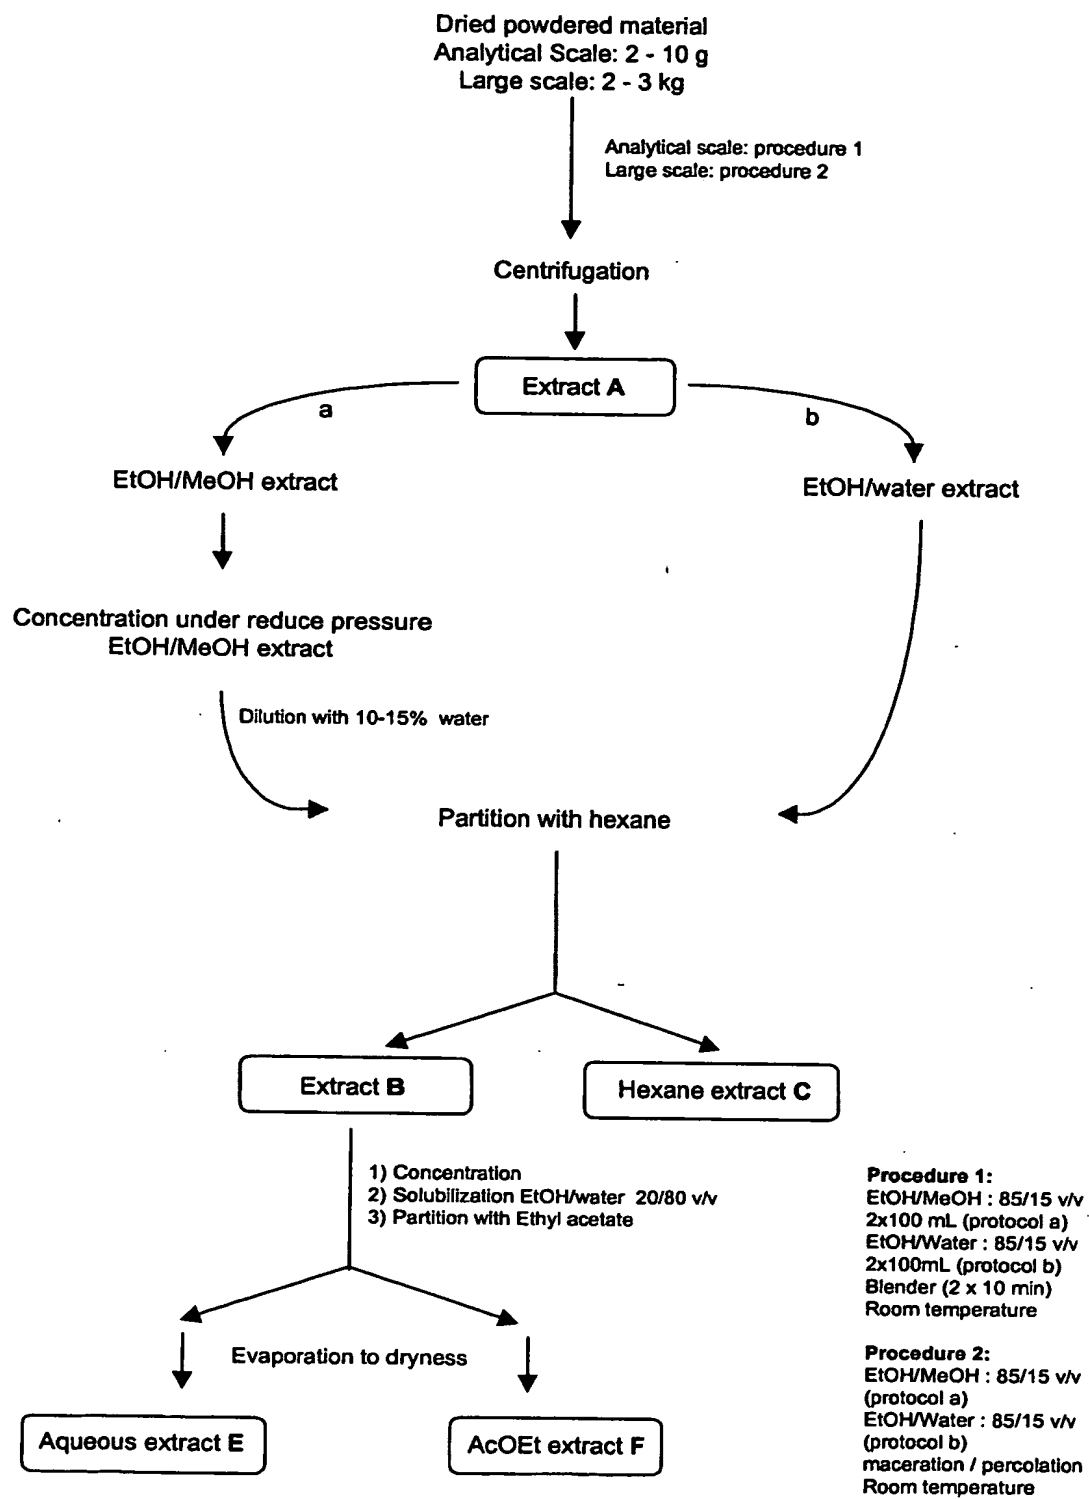 Dried powdered material
Analytical Scale: 2 - 10 g
Large scale: 2 - 3 kg
Analytical scale: procedure 1
Large scale: procedure 2
Centrifugation
Extract A
a
b
EtOH/MeOH extract
EtOH/water extract
Concentration under reduce pressure
EtOH/MeOH extract
Dilution with 10-15% water
Partition with hexane
Extract B
Hexane extract C
1) Concentration
2) Solubilization EtOH/water 20/80 v/v
3) Partition with Ethyl acetate
Evaporation to dryness
Aqueous extract E
AcOEt extract F
Procedure 1:
EtOH/MeOH : 85/15 v/v
2x100 mL (protocol a)
EtOH/Water : 85/15 v/v
2x100mL (protocol b)
Blender (2 x 10 min)
Room temperature
Procedure 2:
EtOH/MeOH : 85/15 v/v
(protocol a)
EtOH/Water : 85/15 v/v
(protocol b)
maceration / percolation
Room temperature